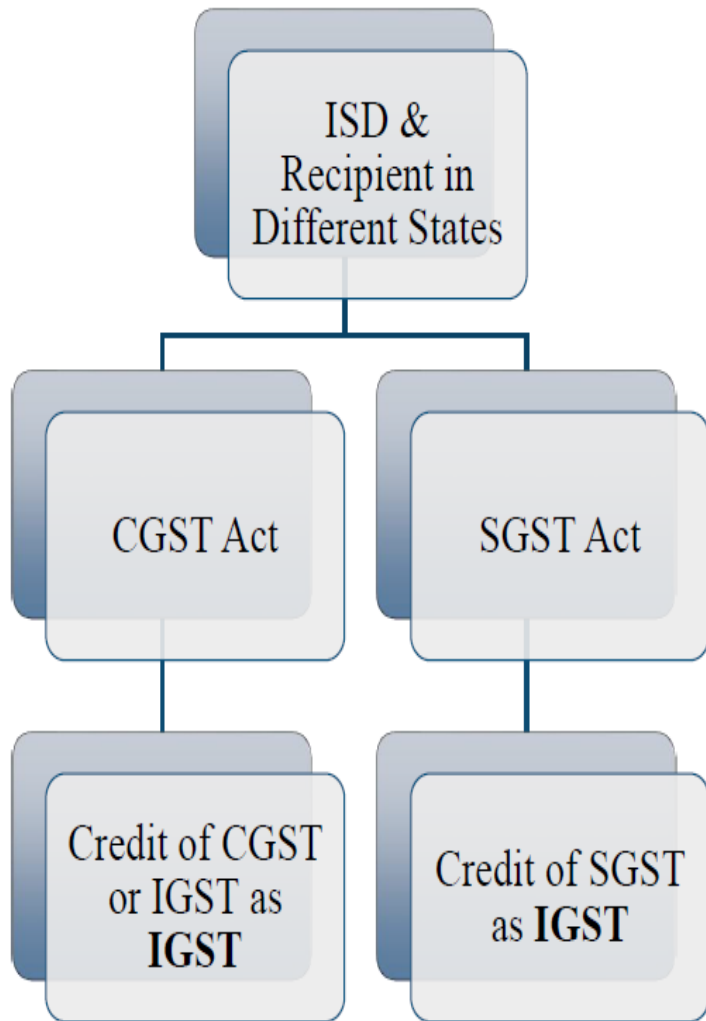 ISD &
Recipient in
Different States
CGST Act
SGST Act
Credit of CGST
or IGST as
IGST
Credit of SGST
as IGST